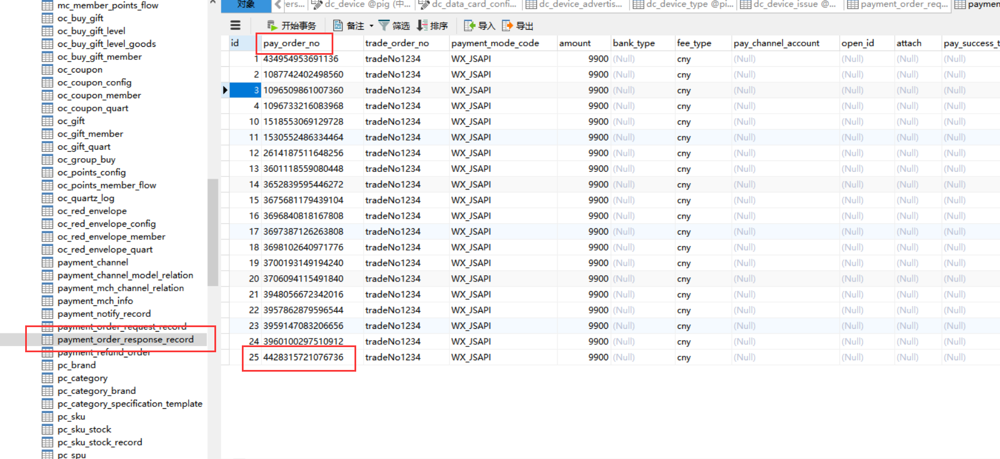 mc_member_points_flow
oc_buy_gift
oc_buy_gift_level
oc_buy_gift_level_goods
oc_buy_gift_member
oc_coupon
oc_coupon_config
oc_coupon_member
oc_coupon_quart
oc_gift
oc_gift_member
oc_gift_quart
oc_group_buy
oc_points_config
oc_points_member_flow
oc_quartz_log
oc_red_envelope
oc_red_envelope_config
oc_red_envelope_member
oc_red_envelope_quart
payment_channel
payment_channel_model_relation
payment_mch_channel_relation
payment_mch_info
payment_notify_record
payment_order_request_record
payment_order_response_record
payment_refund_order
pc_brand
pc_category
pc_category_brand
pc_category_specification_template
pc_sku
pc_sku_stock
pc_sku_stock_record
pc_spu
对象 ers... dc_device @pig (中... dc_data_card_confi... dc_device_advertis... dc_device_type @pi... dc_device_issue @... payment_order_req... paymen
开始事务 备注 筛选 排序 导入 导出
id pay_order_no trade_order_no payment_mode_code amount bank_type fee_type pay_channel_account open_id attach pay_success_t
1 434954953691136 tradeNo1234 WX_JSAPI 9900 (Null) cny (Null) (Null) (Null) (Null)
2 1087742402498560 tradeNo1234 WX_JSAPI 9900 (Null) cny (Null) (Null) (Null) (Null)
3 1096509861007360 tradeNo1234 WX_JSAPI 9900 (Null) cny (Null) (Null) (Null) (Null)
4 1096733216083968 tradeNo1234 WX_JSAPI 9900 (Null) cny (Null) (Null) (Null) (Null)
10 1518553069129728 tradeNo1234 WX_JSAPI 9900 (Null) cny (Null) (Null) (Null) (Null)
11 1530552486334464 tradeNo1234 WX_JSAPI 9900 (Null) cny (Null) (Null) (Null) (Null)
12 2614187511648256 tradeNo1234 WX_JSAPI 9900 (Null) cny (Null) (Null) (Null) (Null)
13 3601118559080448 tradeNo1234 WX_JSAPI 9900 (Null) cny (Null) (Null) (Null) (Null)
14 3652839595446272 tradeNo1234 WX_JSAPI 9900 (Null) cny (Null) (Null) (Null) (Null)
15 3675681179439104 tradeNo1234 WX_JSAPI 9900 (Null) cny (Null) (Null) (Null) (Null)
16 3696840818167808 tradeNo1234 WX_JSAPI 9900 (Null) cny (Null) (Null) (Null) (Null)
17 3697387126263808 tradeNo1234 WX_JSAPI 9900 (Null) cny (Null) (Null) (Null) (Null)
18 3698102640971776 tradeNo1234 WX_JSAPI 9900 (Null) cny (Null) (Null) (Null) (Null)
19 3700193149194240 tradeNo1234 WX_JSAPI 9900 (Null) cny (Null) (Null) (Null) (Null)
20 3706094115491840 tradeNo1234 WX_JSAPI 9900 (Null) cny (Null) (Null) (Null) (Null)
21 3948056672342016 tradeNo1234 WX_JSAPI 9900 (Null) cny (Null) (Null) (Null) (Null)
22 3957862879596544 tradeNo1234 WX_JSAPI 9900 (Null) cny (Null) (Null) (Null) (Null)
23 3959147083206656 tradeNo1234 WX_JSAPI 9900 (Null) cny (Null) (Null) (Null) (Null)
24 3960100297510912 tradeNo1234 WX_JSAPI 9900 (Null) cny (Null) (Null) (Null) (Null)
25 4428315721076736 tradeNo1234 WX_JSAPI 9900 (Null) cny (Null) (Null) (Null) (Null)